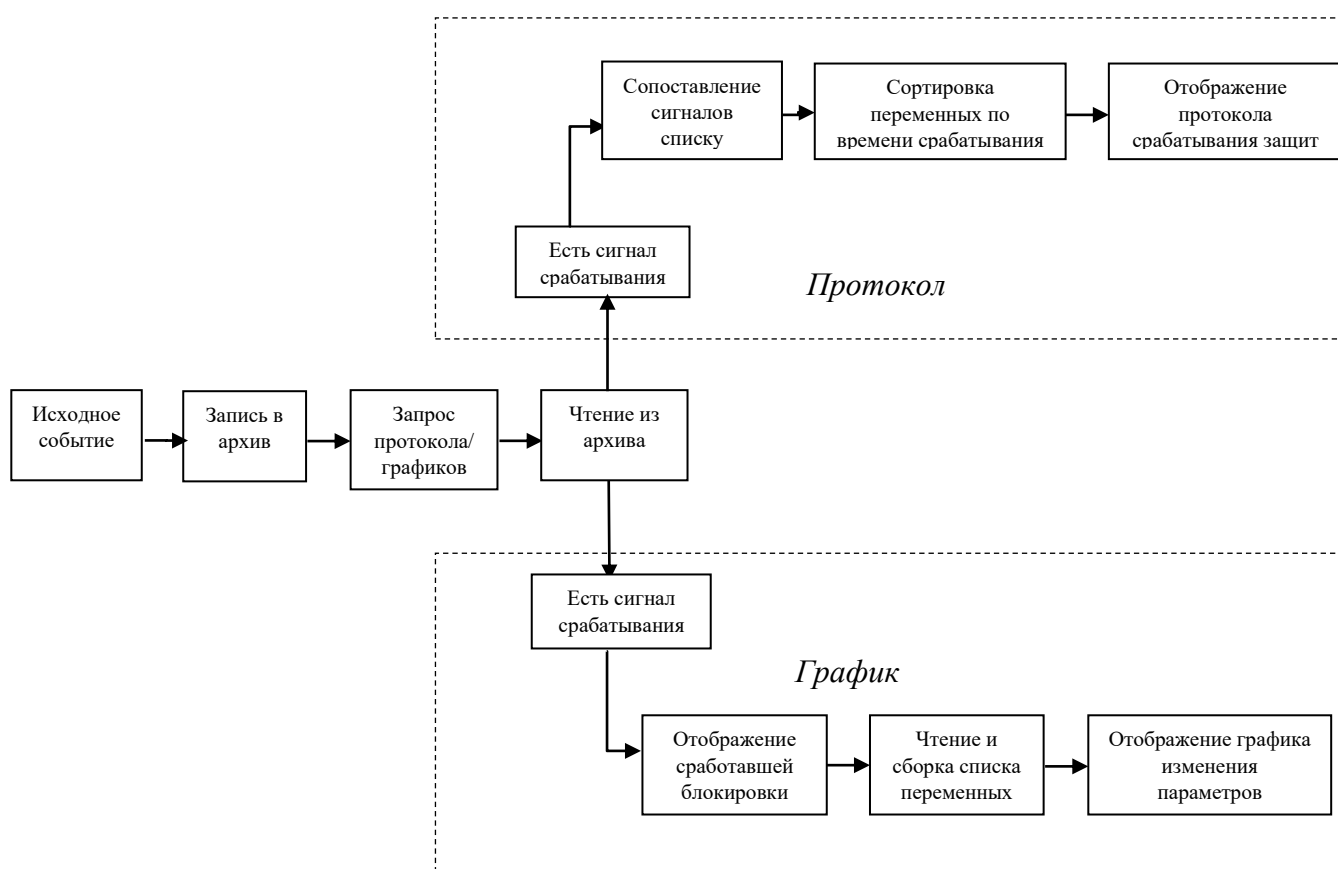 Сопоставление
сигналов
списку
Сортировка
переменных по
времени срабатывания
Отображение
протокола
срабатывания защит
Есть сигнал
срабатывания
Протокол
Исходное
событие
Запись в
архив
Запрос
протокола/
графиков
Чтение из
архива
Есть сигнал
срабатывания
График
Отображение
сработавшей
блокировки
Чтение и
сборка списка
переменных
Отображение графика
изменения
параметров